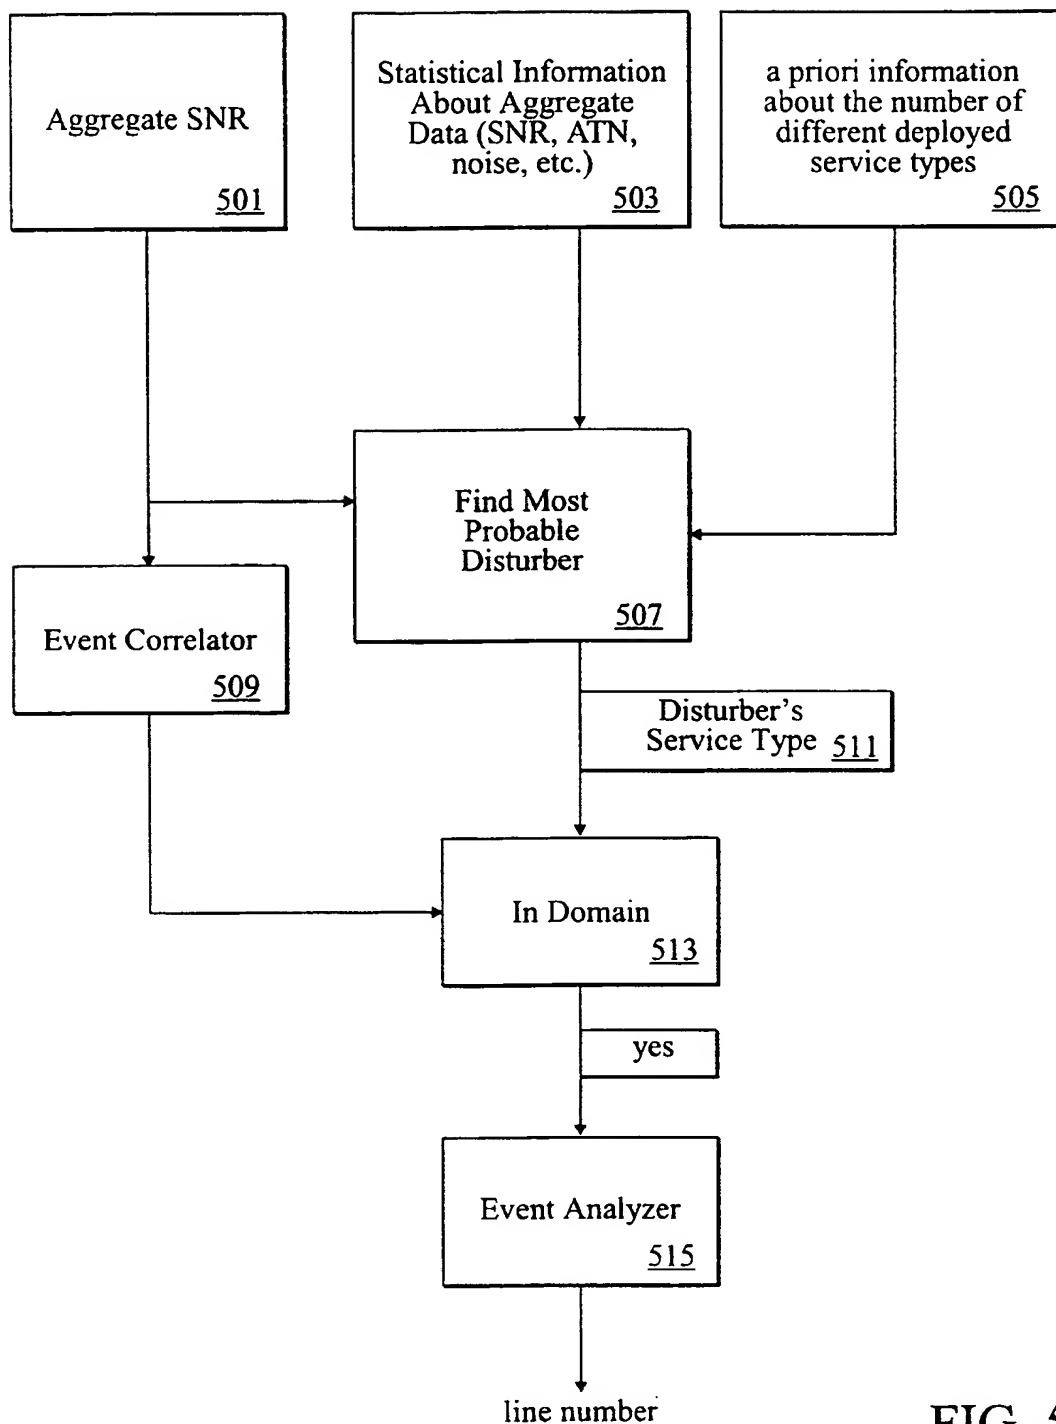 Aggregate SNR
501
Statistical Information
About Aggregate
Data (SNR, ATN,
noise, etc.)
503
a priori information
about the number of
different deployed
service types
505
Find Most
Probable
Disturber
507
Event Correlator
509
Disturber's
Service Type 511
In Domain
513
yes
Event Analyzer
515
line number
FIG.